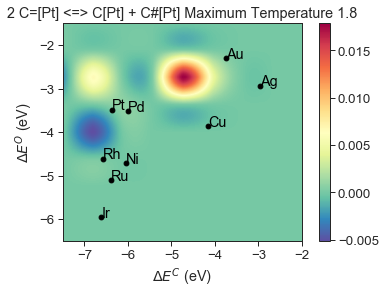 2 C=[Pt] <=> C[Pt] + C#[Pt] Maximum Temperature 1.8
−2
−3
−4
−5
−6
ΔE^O (eV)
Au
Ag
Pt
Pd
Cu
Rh
Ni
Ru
Ir
−7
−6
−5
−4
−3
−2
ΔE^C (eV)
0.015
0.010
0.005
0.000
−0.005